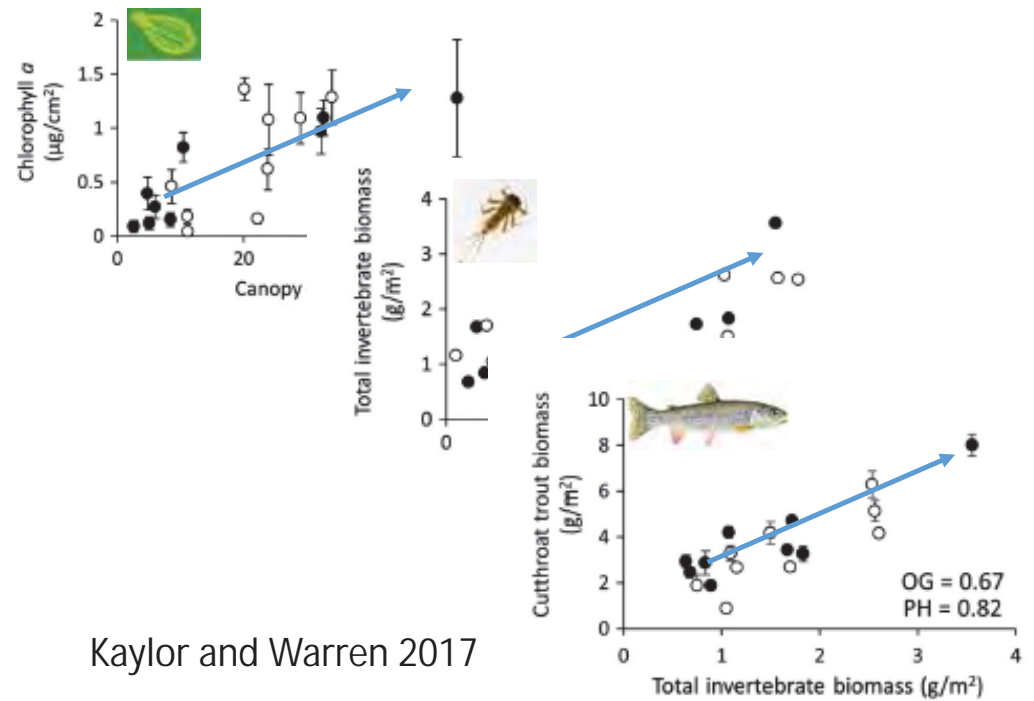 2
1.5
1
0.5
0
Chlorophyll a
(µg/cm²)
0
20
Canopy
4
3
2
1
0
Total invertebrate biomass
(g/m²)
0
10
8
6
4
2
0
Cutthroat trout biomass
(g/m²)
OG = 0.67
PH = 0.82
0
1
2
3
4
Total invertebrate biomass (g/m²)
Kaylor and Warren 2017